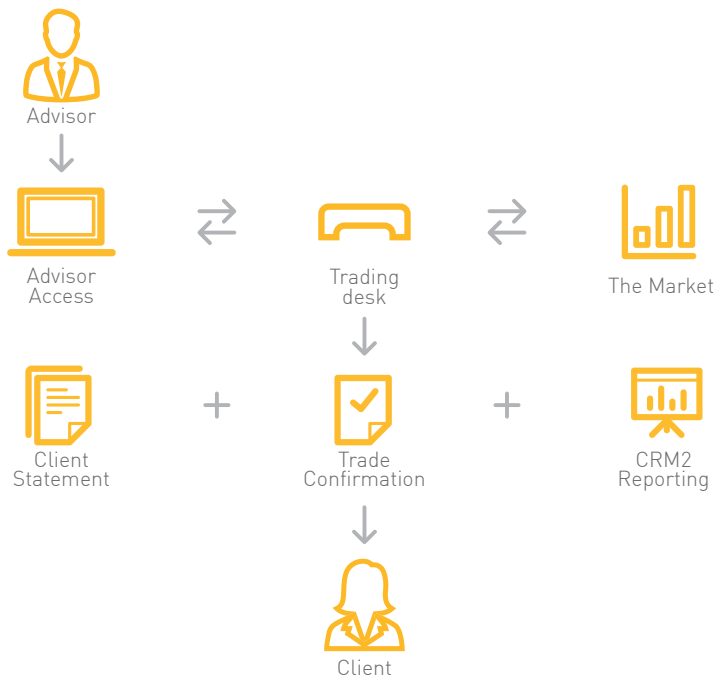 Advisor
Advisor
Access
Trading
desk
The Market
Client
Statement
Trade
Confirmation
CRM2
Reporting
Client